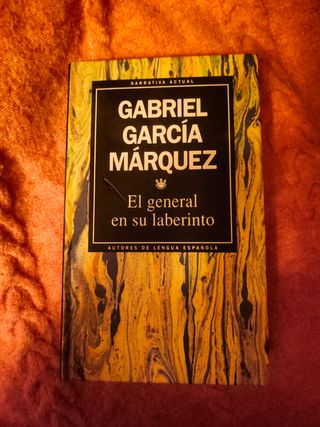 NARRATIVA ACTUAL
GABRIEL
GARCÍA
MÁRQUEZ
El general
en su laberinto
AUTORES DE LENGUA ESPAÑOLA